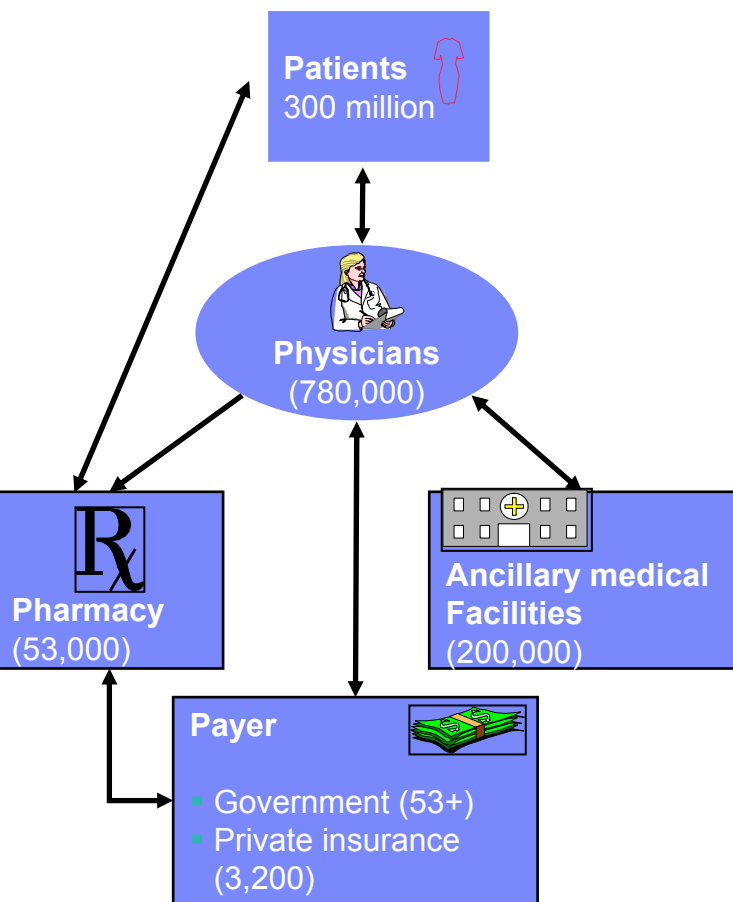 Patients
300 million
Physicians
(780,000)
Rx
Pharmacy
(53,000)
Ancillary medical
Facilities
(200,000)
Payer
$
$
Government (53+)
Private insurance
(3,200)